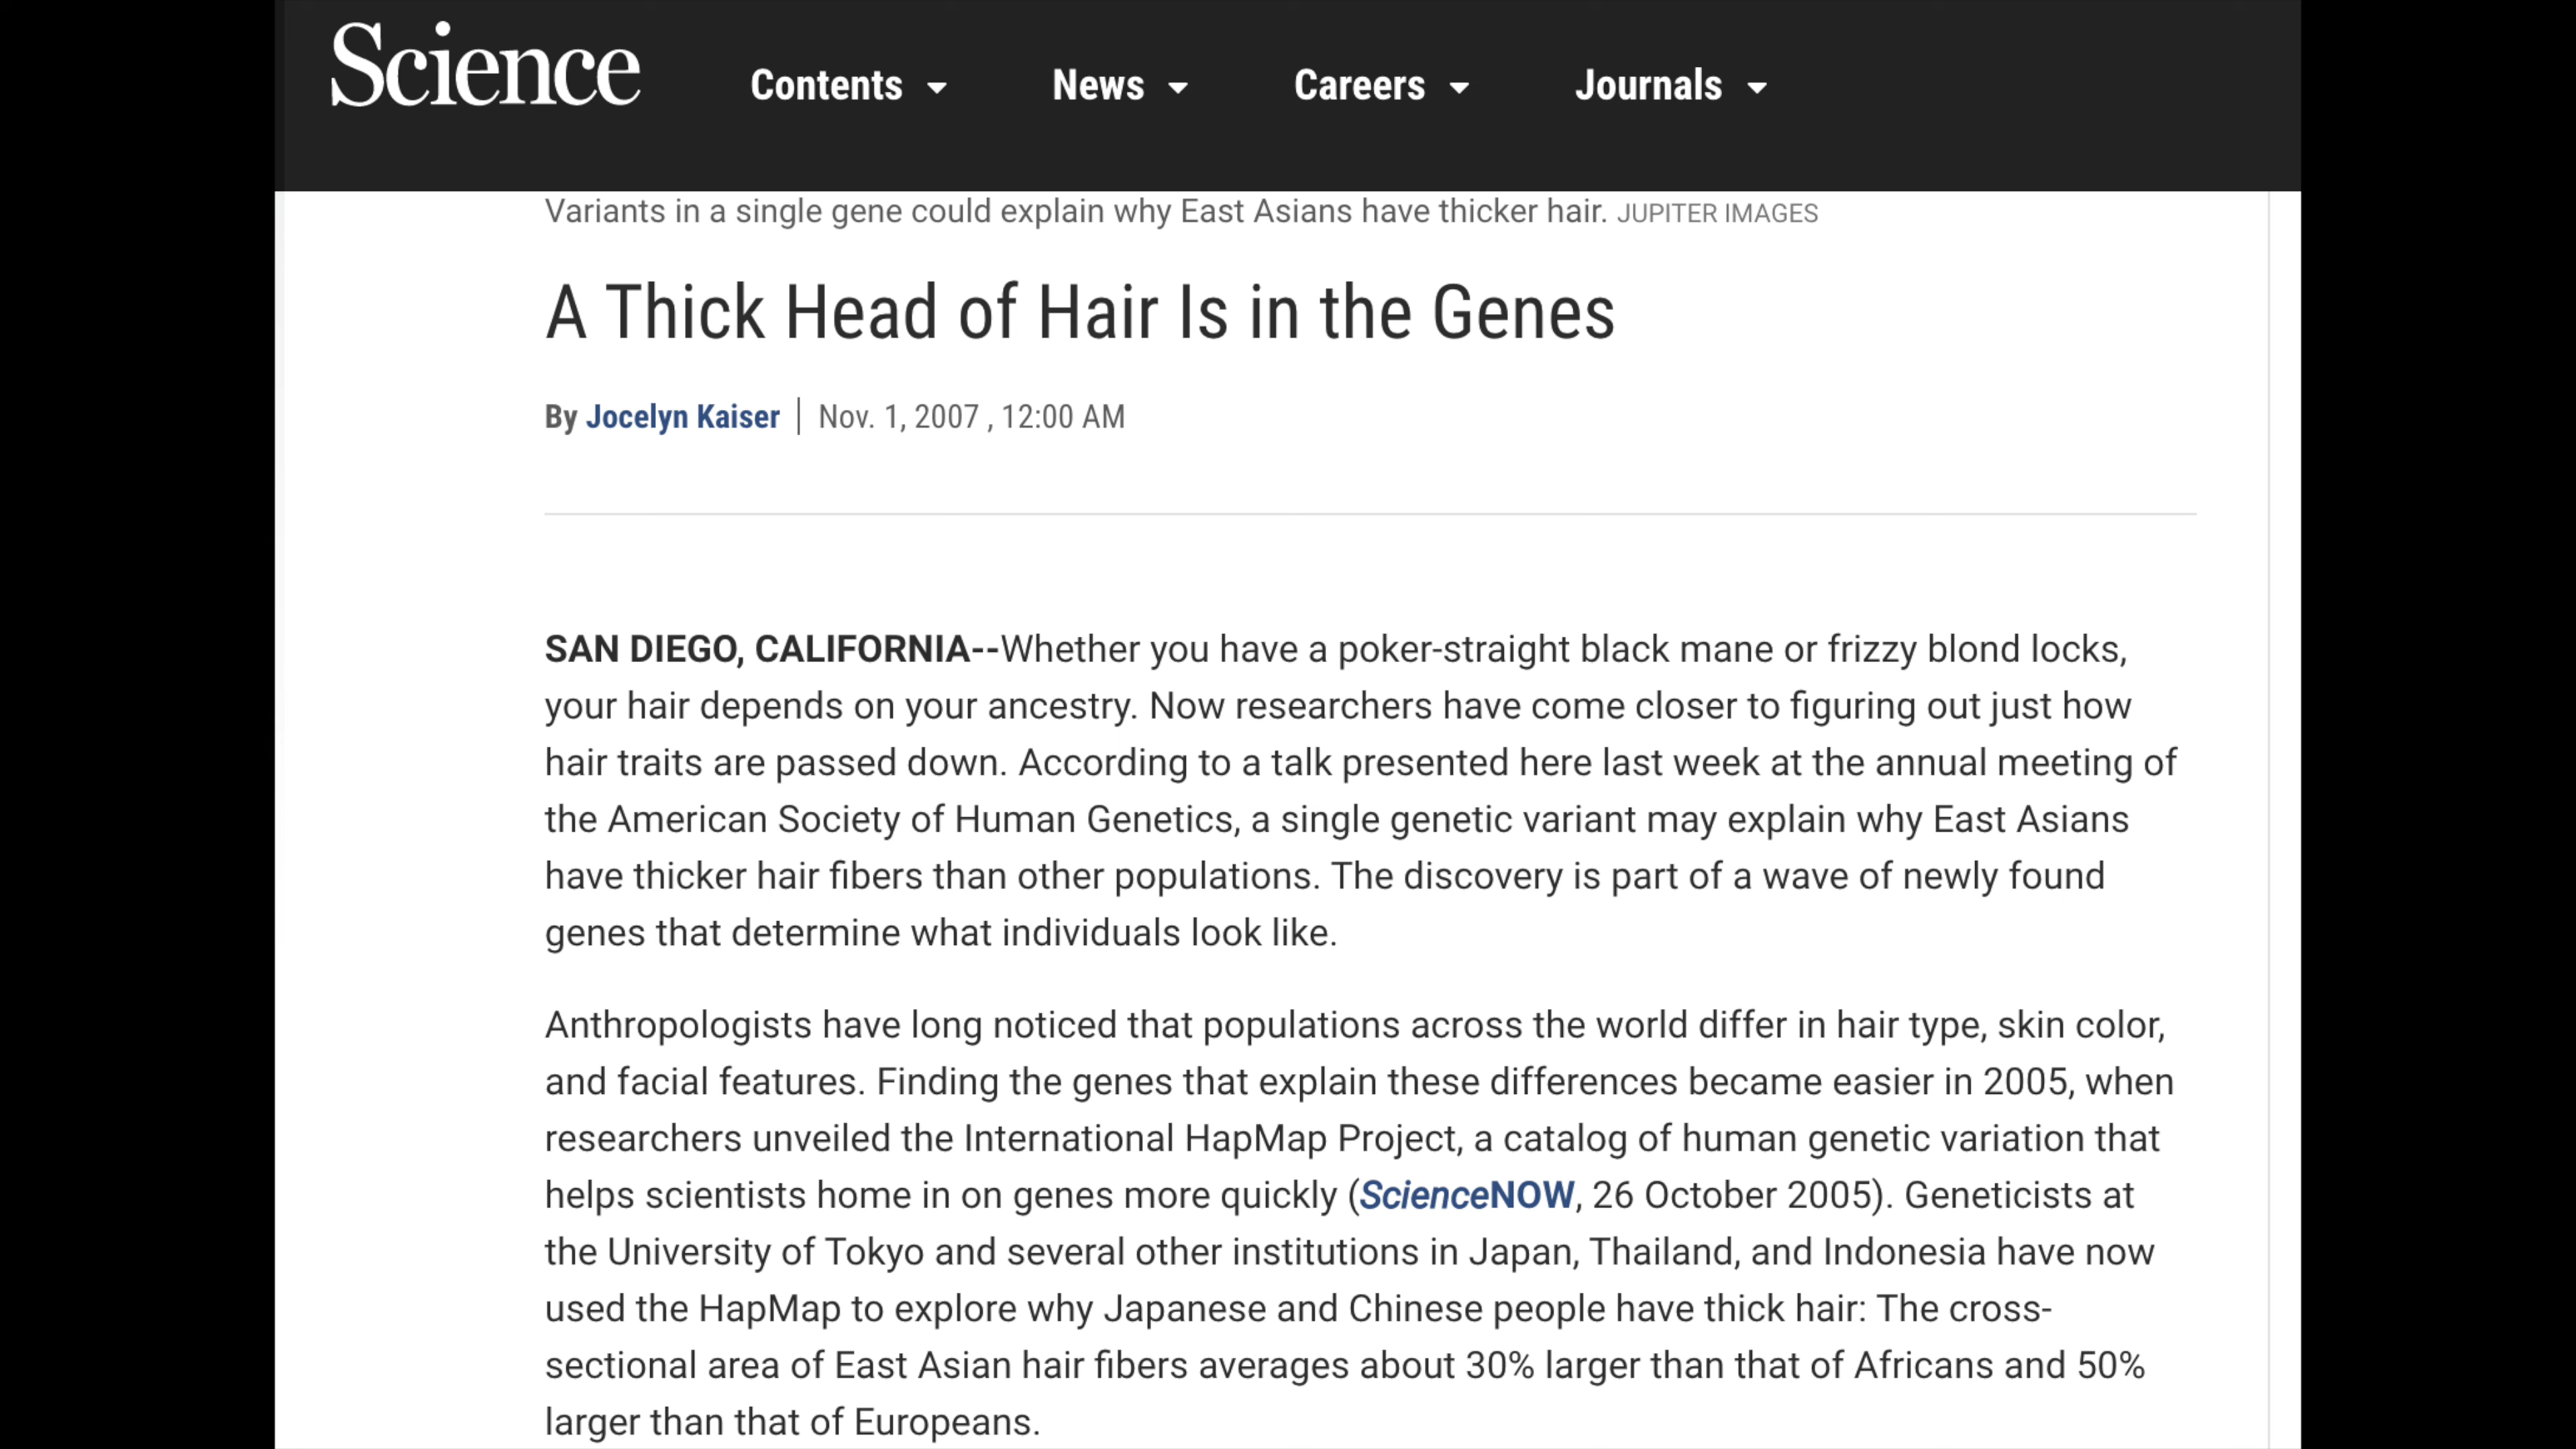 Science
Contents
News
Careers
Journals
Variants in a single gene could explain why East Asians have thicker hair. JUPITER IMAGES
A Thick Head of Hair Is in the Genes
By Jocelyn Kaiser | Nov. 1, 2007 , 12:00 AM
SAN DIEGO, CALIFORNIA--Whether you have a poker-straight black mane or frizzy blond locks,
your hair depends on your ancestry. Now researchers have come closer to figuring out just how
hair traits are passed down. According to a talk presented here last week at the annual meeting of
the American Society of Human Genetics, a single genetic variant may explain why East Asians
have thicker hair fibers than other populations. The discovery is part of a wave of newly found
genes that determine what individuals look like.
Anthropologists have long noticed that populations across the world differ in hair type, skin color,
and facial features. Finding the genes that explain these differences became easier in 2005, when
researchers unveiled the International HapMap Project, a catalog of human genetic variation that
helps scientists home in on genes more quickly (ScienceNOW, 26 October 2005). Geneticists at
the University of Tokyo and several other institutions in Japan, Thailand, and Indonesia have now
used the HapMap to explore why Japanese and Chinese people have thick hair: The cross-
sectional area of East Asian hair fibers averages about 30% larger than that of Africans and 50%
larger than that of Europeans.